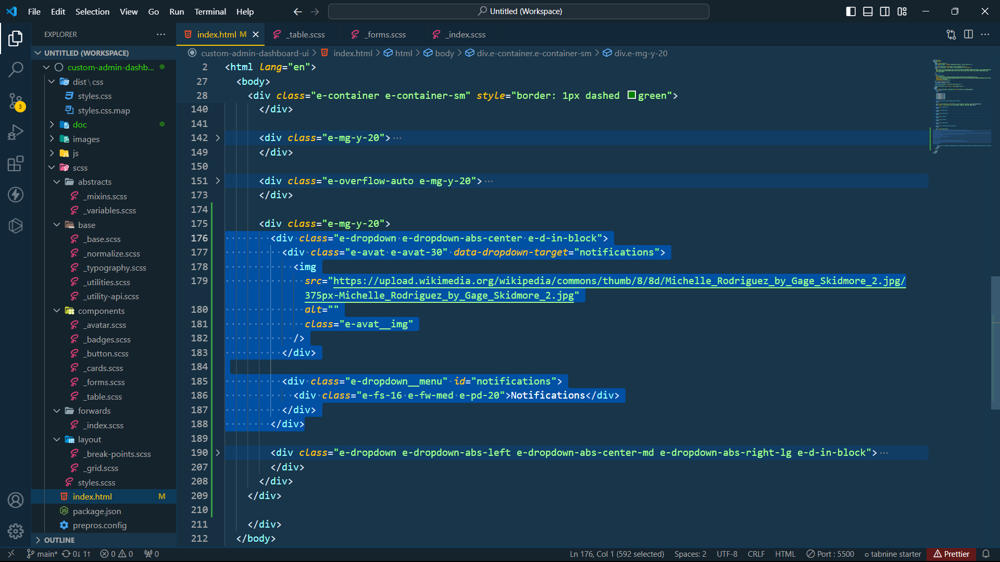 File Edit Selection View Go Run Terminal Help
Untitled (Workspace)
EXPLORER
UNTITLED (WORKSPACE)
custom-admin-dashb...
dist\css
styles.css
styles.css.map
doc
images
js
scss
abstracts
_mixins.scss
_variables.scss
base
_base.scss
_normalize.scss
_typography.scss
_utilities.scss
_utility-api.scss
components
_avatar.scss
_badges.scss
_button.scss
_cards.scss
_forms.scss
_table.scss
forwards
_index.scss
layout
_break-points.scss
_grid.scss
styles.scss
index.html M
package.json
prepros.config
OUTLINE
3
index.html M _table.scss _forms.scss _index.scss
custom-admin-dashboard-ui > index.html > html > body > div.e-container.e-container-sm > div.e-mg-y-20
2 <html lang="en">
27 <body>
28 <div class="e-container e-container-sm" style="border: 1px dashed green">
140 </div>
141
142 <div class="e-mg-y-20">···
149 </div>
150
151 <div class="e-overflow-auto e-mg-y-20">···
173 </div>
174
175 <div class="e-mg-y-20">
176 <div class="e-dropdown e-dropdown-abs-center e-d-in-block">
177 <div class="e-avat e-avat-30" data-dropdown-target="notifications">
178 <img
179 src="https://upload.wikimedia.org/wikipedia/commons/thumb/8/8d/Michelle_Rodriguez_by_Gage_Skidmore_2.jpg/
375px-Michelle_Rodriguez_by_Gage_Skidmore_2.jpg"
180 alt=""
181 class="e-avat__img"
182 />
183 </div>
184
185 <div class="e-dropdown__menu" id="notifications">
186 <div class="e-fs-16 e-fw-med e-pd-20">Notifications</div>
187 </div>
188 </div>
189
190 <div class="e-dropdown e-dropdown-abs-left e-dropdown-abs-center-md e-dropdown-abs-right-lg e-d-in-block">···
207 </div>
208 </div>
209 </div>
210
211 </div>
212 </body>
main* 0↓ 1↑ 0 0 0 Ln 176, Col 1 (592 selected) Spaces: 2 UTF-8 CRLF HTML Port : 5500 tabnine starter Prettier